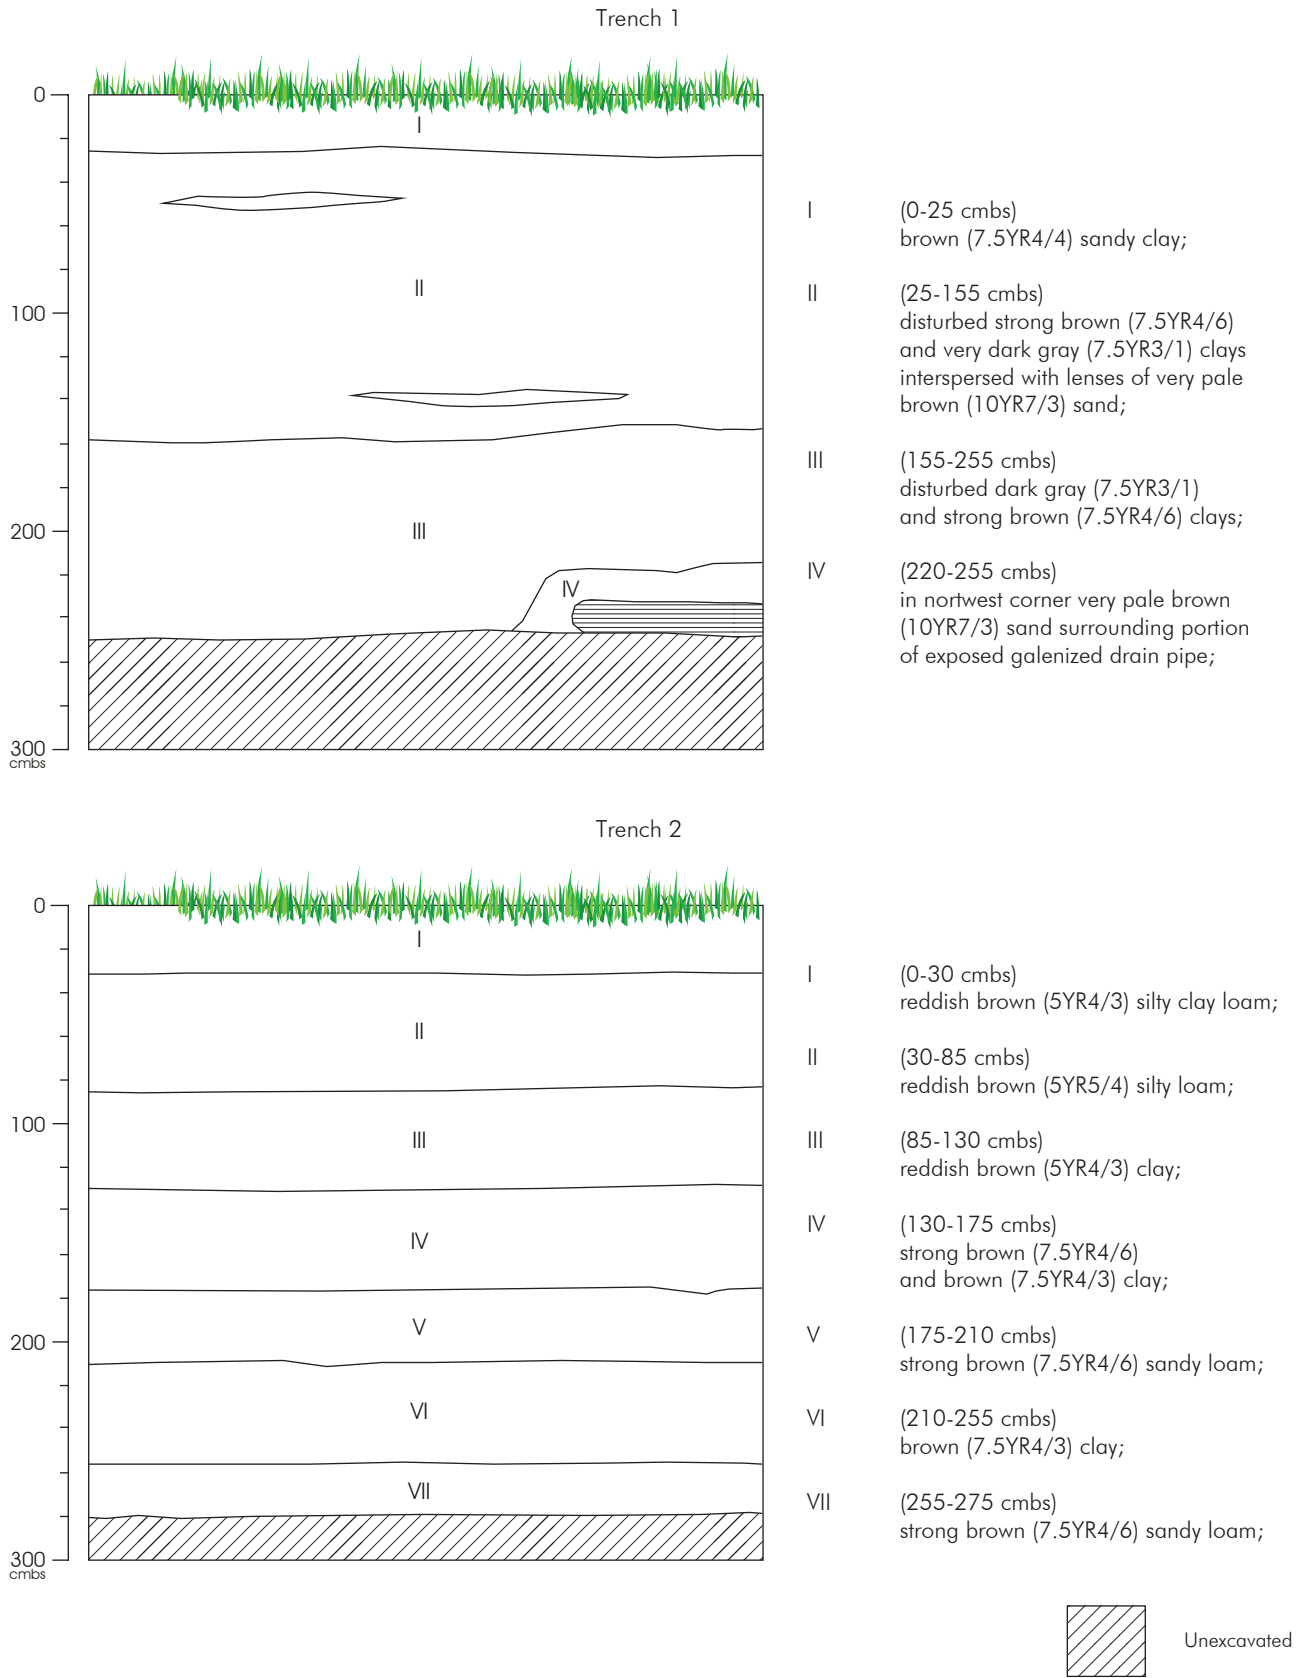 Trench 1
0
100
200
300
cmbs
I
II
III
IV
I (0-25 cmbs)
brown (7.5YR4/4) sandy clay;
II (25-155 cmbs)
disturbed strong brown (7.5YR4/6)
and very dark gray (7.5YR3/1) clays
interspersed with lenses of very pale
brown (10YR7/3) sand;
III (155-255 cmbs)
disturbed dark gray (7.5YR3/1)
and strong brown (7.5YR4/6) clays;
IV (220-255 cmbs)
in nortwest corner very pale brown
(10YR7/3) sand surrounding portion
of exposed galenized drain pipe;
Trench 2
0
100
200
300
cmbs
I
II
III
IV
V
VI
VII
I (0-30 cmbs)
reddish brown (5YR4/3) silty clay loam;
II (30-85 cmbs)
reddish brown (5YR5/4) silty loam;
III (85-130 cmbs)
reddish brown (5YR4/3) clay;
IV (130-175 cmbs)
strong brown (7.5YR4/6)
and brown (7.5YR4/3) clay;
V (175-210 cmbs)
strong brown (7.5YR4/6) sandy loam;
VI (210-255 cmbs)
brown (7.5YR4/3) clay;
VII (255-275 cmbs)
strong brown (7.5YR4/6) sandy loam;
Unexcavated